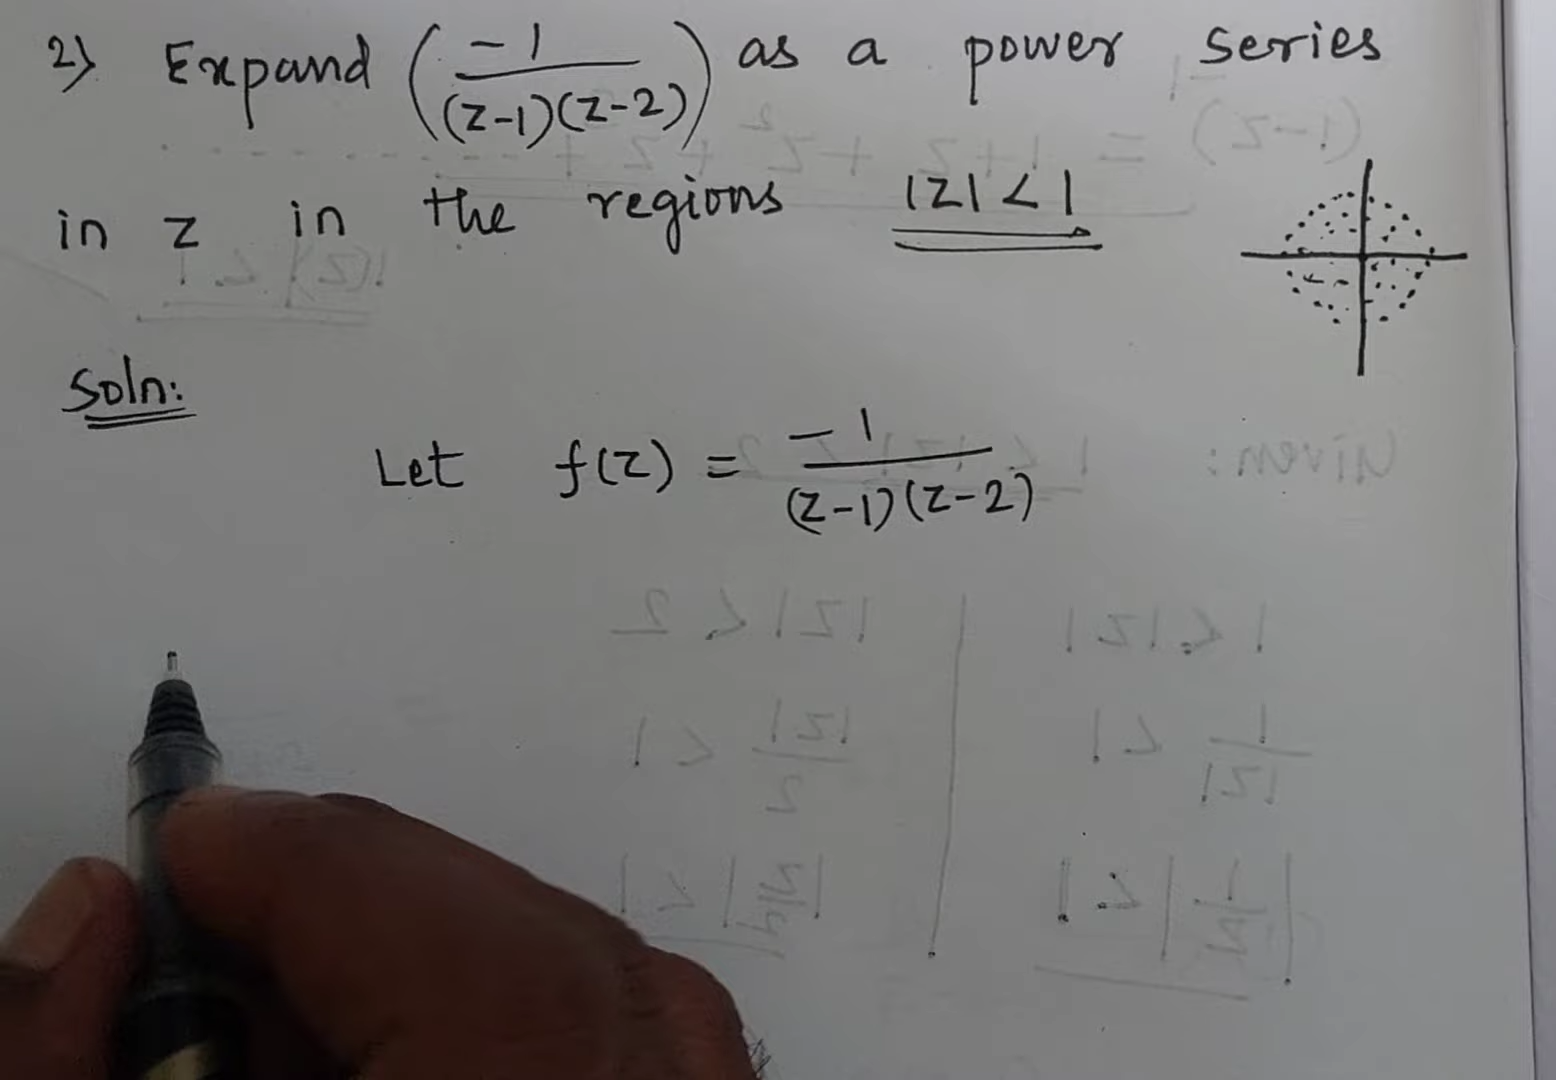 2) Expand (-1/(z-1)(z-2)) as a power series
in z in the regions |z| < 1
Soln:
Let f(z) = -1/(z-1)(z-2)